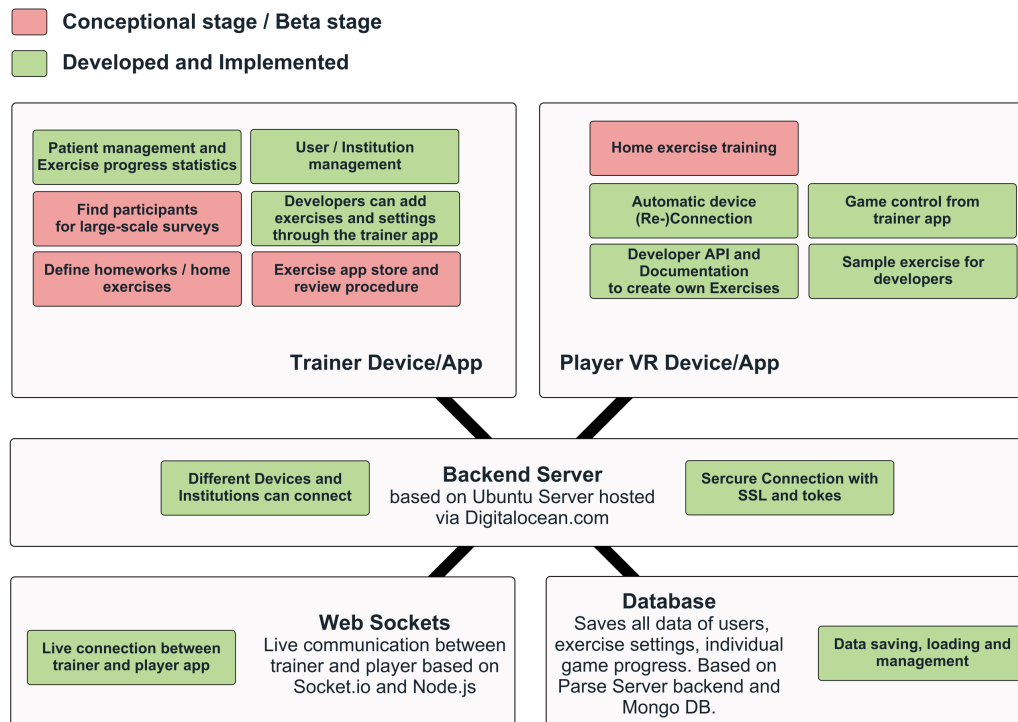 Conceptional stage / Beta stage
Developed and Implemented
Patient management and
Exercise progress statistics
User / Institution
management
Find participants
for large-scale surveys
Developers can add
exercises and settings
through the trainer app
Define homeworks / home
exercises
Exercise app store and
review procedure
Trainer Device/App
Home exercise training
Automatic device
(Re-)Connection
Game control from
trainer app
Developer API and
Documentation
to create own Exercises
Sample exercise for
developers
Player VR Device/App
Different Devices and
Institutions can connect
Backend Server
based on Ubuntu Server hosted
via Digitalocean.com
Sercure Connection with
SSL and tokes
Live connection between
trainer and player app
Web Sockets
Live communication between
trainer and player based on
Socket.io and Node.js
Database
Saves all data of users,
exercise settings, individual
game progress. Based on
Parse Server backend and
Mongo DB.
Data saving, loading and
management